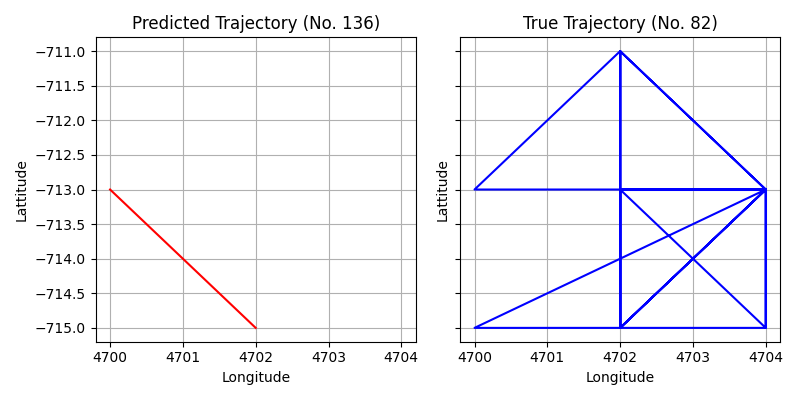 Predicted Trajectory (No. 136)
True Trajectory (No. 82)
−711.0
−711.5
−712.0
−712.5
−713.0
−713.5
−714.0
−714.5
−715.0
Lattitude
Lattitude
4700 4701 4702 4703 4704
4700 4701 4702 4703 4704
Longitude
Longitude